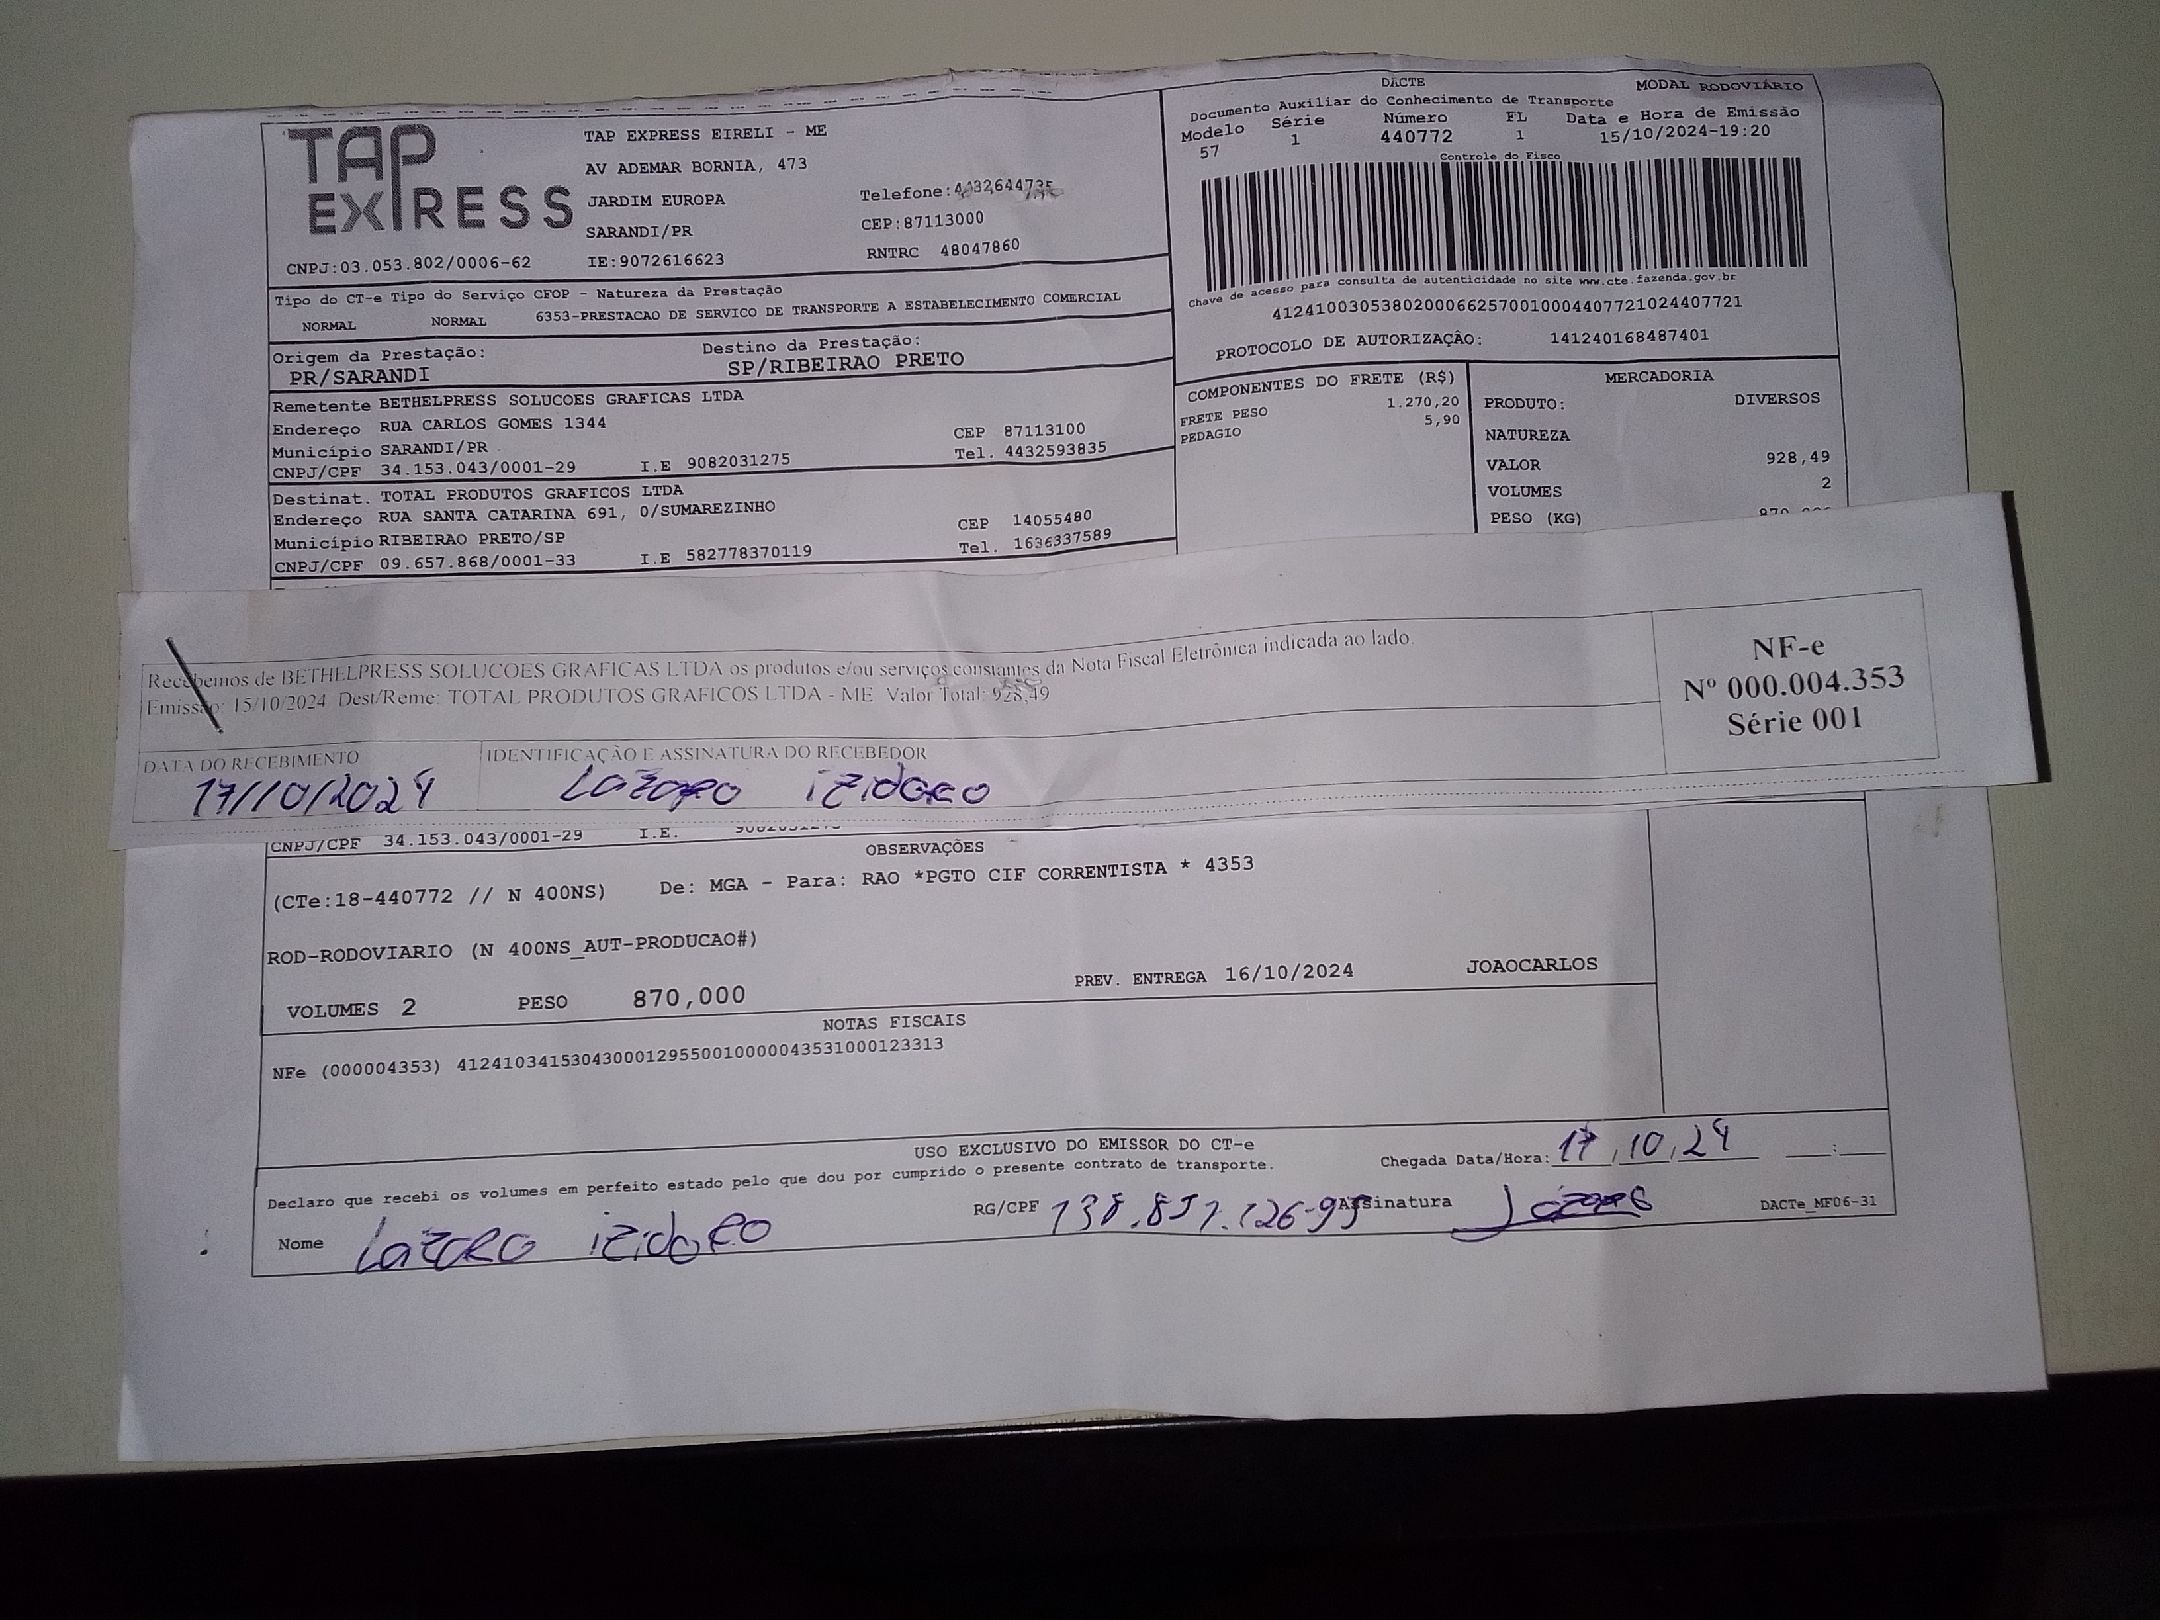 TAP EXPRESS
TAP EXPRESS EIRELI - ME
AV ADEMAR BORNIA, 473
JARDIM EUROPA
SARANDI/PR
CNPJ:03.053.802/0006-62 IE:9072616623
Telefone:
CEP:87113000
RNTRC 48047860
DACTE MODAL RODOVIÁRIO
Documento Auxiliar do Conhecimento de Transporte
Modelo Série Número FL Data e Hora de Emissão
57 1 440772 1 15/10/2024-19:20
Controle do Fisco
Chave de acesso para consulta de autenticidade no site www.cte.fazenda.gov.br
41241003053802000662570010004407721024407721
PROTOCOLO DE AUTORIZAÇÃO: 141240168487401
Tipo do CT-e Tipo do Serviço CFOP - Natureza da Prestação
NORMAL NORMAL 6353-PRESTACAO DE SERVICO DE TRANSPORTE A ESTABELECIMENTO COMERCIAL
Origem da Prestação: Destino da Prestação:
PR/SARANDI SP/RIBEIRAO PRETO
Remetente BETHELPRESS SOLUCOES GRAFICAS LTDA
Endereço RUA CARLOS GOMES 1344 CEP 87113100
Município SARANDI/PR Tel. 4432593835
CNPJ/CPF 34.153.043/0001-29 I.E 9082031275
Destinat. TOTAL PRODUTOS GRAFICOS LTDA
Endereço RUA SANTA CATARINA 691, 0/SUMAREZINHO CEP 14055480
Município RIBEIRAO PRETO/SP Tel. 1636337589
CNPJ/CPF 09.657.868/0001-33 I.E 582778370119
COMPONENTES DO FRETE (R$)
FRETE PESO 1.270,20
PEDAGIO 5,90
MERCADORIA
PRODUTO: DIVERSOS
NATUREZA
VALOR 928,49
VOLUMES 2
PESO (KG)
Recebemos de BETHELPRESS SOLUCOES GRAFICAS LTDA os produtos e/ou serviços constantes da Nota Fiscal Eletrônica indicada ao lado.
Emissão: 15/10/2024 Dest/Reme: TOTAL PRODUTOS GRAFICOS LTDA - ME Valor Total: 928,49
NF-e
Nº 000.004.353
Série 001
DATA DO RECEBIMENTO IDENTIFICAÇÃO E ASSINATURA DO RECEBEDOR
17/10/2024 Lazaro izidoro
CNPJ/CPF 34.153.043/0001-29 I.E.
OBSERVAÇÕES
(CTe:18-440772 // N 400NS) De: MGA - Para: RAO *PGTO CIF CORRENTISTA * 4353
ROD-RODOVIARIO (N 400NS_AUT-PRODUCAO#)
VOLUMES 2 PESO 870,000 PREV. ENTREGA 16/10/2024 JOAOCARLOS
NOTAS FISCAIS
NFe (000004353) 41241034153043000129550010000043531000123313
USO EXCLUSIVO DO EMISSOR DO CT-e
Declaro que recebi os volumes em perfeito estado pelo que dou por cumprido o presente contrato de transporte. Chegada Data/Hora: 17,10,24
Nome Lazaro izidoro RG/CPF Assinatura DACTe_MF06-31